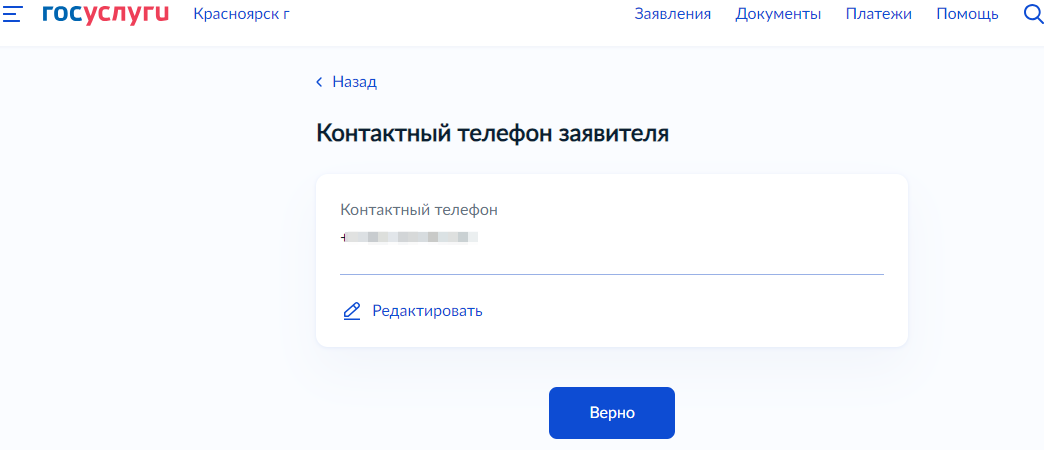 госуслуги Красноярск г Заявления Документы Платежи Помощь
Назад
Контактный телефон заявителя
Контактный телефон
+
Редактировать
Верно